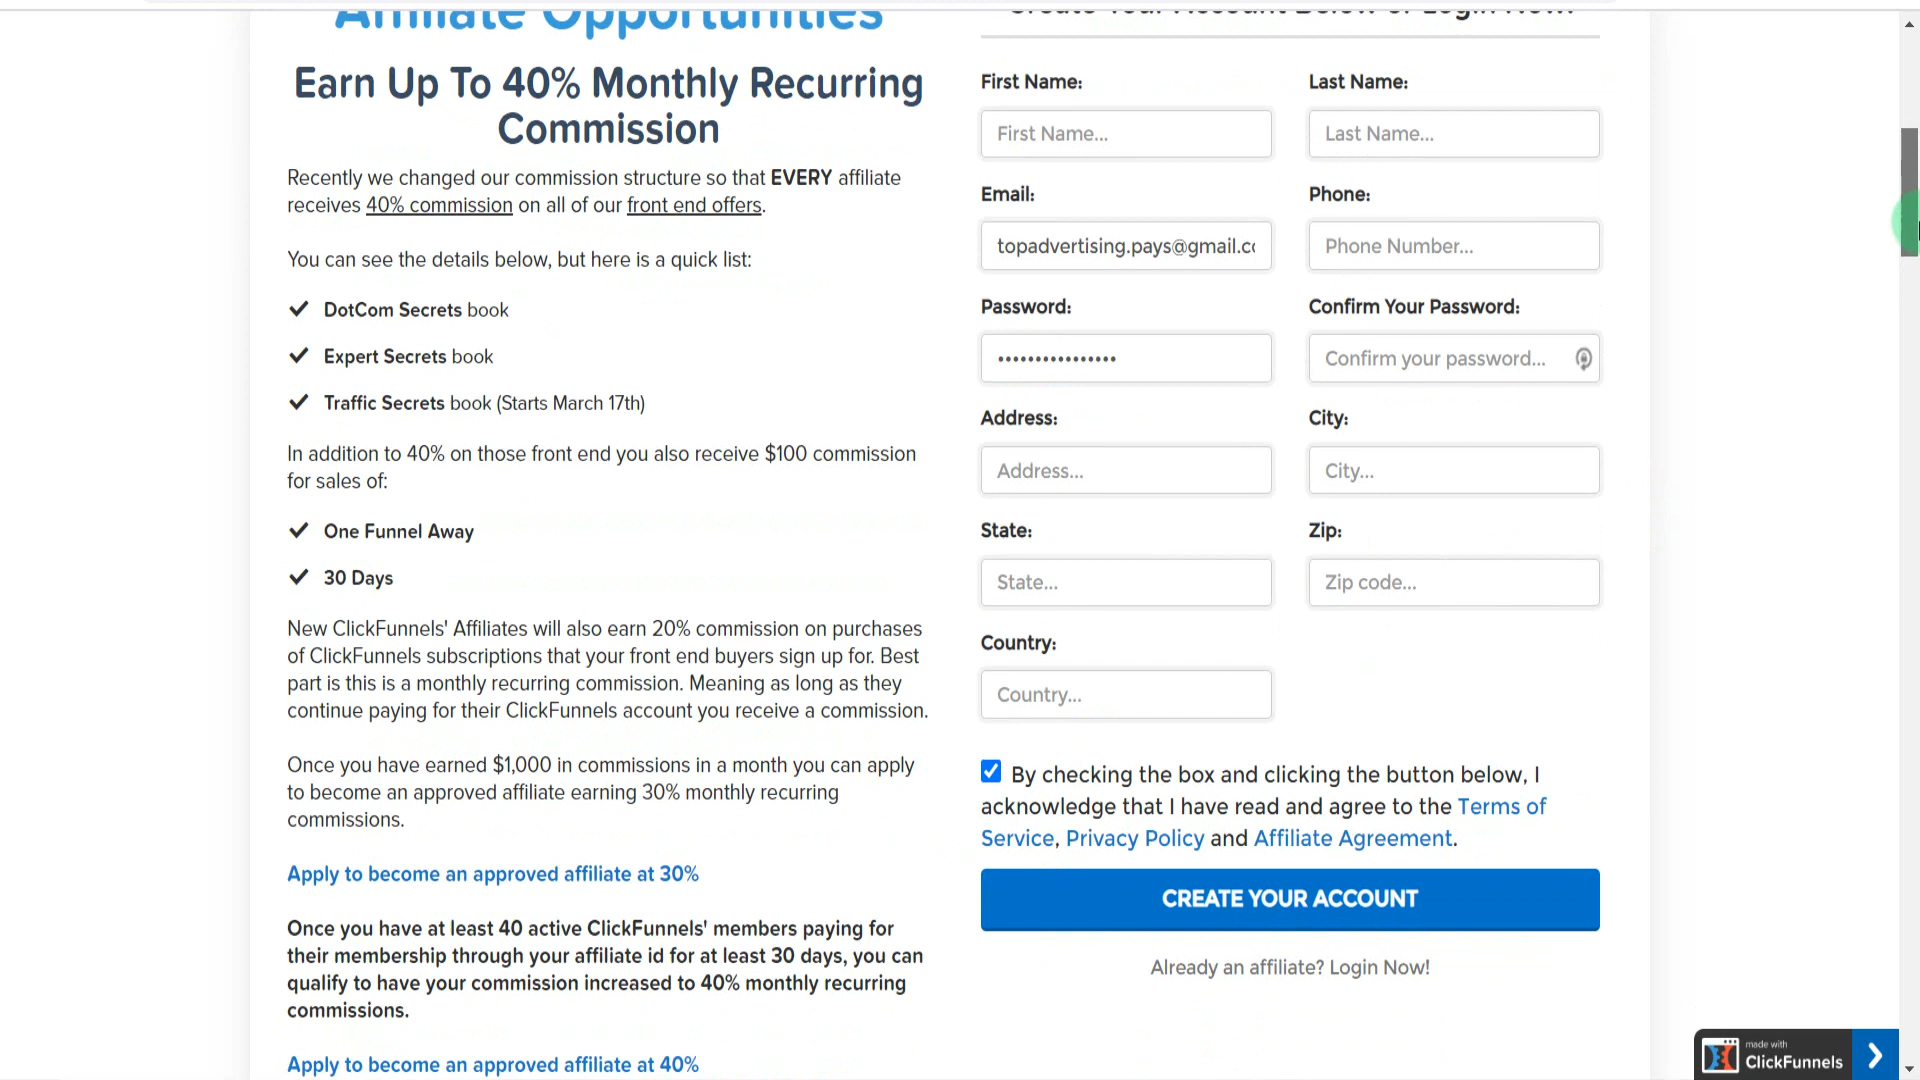 Affiliate Opportunities
Earn Up To 40% Monthly Recurring
Commission
Recently we changed our commission structure so that EVERY affiliate
receives 40% commission on all of our front end offers.
You can see the details below, but here is a quick list:
DotCom Secrets book
Expert Secrets book
Traffic Secrets book (Starts March 17th)
In addition to 40% on those front end you also receive $100 commission
for sales of:
One Funnel Away
30 Days
New ClickFunnels' Affiliates will also earn 20% commission on purchases
of ClickFunnels subscriptions that your front end buyers sign up for. Best
part is this is a monthly recurring commission. Meaning as long as they
continue paying for their ClickFunnels account you receive a commission.
Once you have earned $1,000 in commissions in a month you can apply
to become an approved affiliate earning 30% monthly recurring
commissions.
Apply to become an approved affiliate at 30%
Once you have at least 40 active ClickFunnels' members paying for
their membership through your affiliate id for at least 30 days, you can
qualify to have your commission increased to 40% monthly recurring
commissions.
Apply to become an approved affiliate at 40%
Create Your Account Below or Login Now!
First Name:
Last Name:
First Name...
Last Name...
Email:
Phone:
topadvertising.pays@gmail.cc
Phone Number...
Password:
Confirm Your Password:
••••••••••••••••
Confirm your password...
Address:
City:
Address...
City...
State:
Zip:
State...
Zip code...
Country:
Country...
By checking the box and clicking the button below, I
acknowledge that I have read and agree to the Terms of
Service, Privacy Policy and Affiliate Agreement.
CREATE YOUR ACCOUNT
Already an affiliate? Login Now!
made with
ClickFunnels